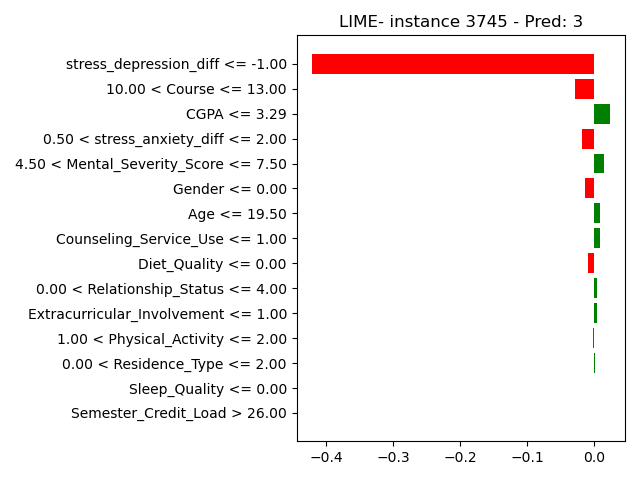 LIME- instance 3745 - Pred: 3
stress_depression_diff <= -1.00
10.00 < Course <= 13.00
CGPA <= 3.29
0.50 < stress_anxiety_diff <= 2.00
4.50 < Mental_Severity_Score <= 7.50
Gender <= 0.00
Age <= 19.50
Counseling_Service_Use <= 1.00
Diet_Quality <= 0.00
0.00 < Relationship_Status <= 4.00
Extracurricular_Involvement <= 1.00
1.00 < Physical_Activity <= 2.00
0.00 < Residence_Type <= 2.00
Sleep_Quality <= 0.00
Semester_Credit_Load > 26.00
−0.4 −0.3 −0.2 −0.1 0.0